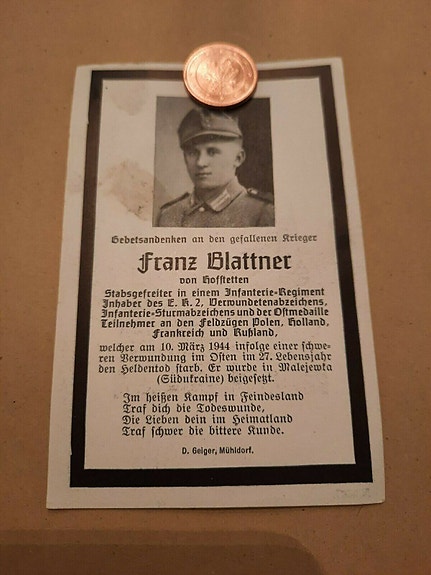 Gebetsandenken an den gefallenen Krieger
Franz Blattner
von Hofstetten
Stabsgefreiter in einem Infanterie-Regiment
Inhaber des E. K. 2, Verwundetenabzeichens,
Infanterie-Sturmabzeichens und der Ostmedaille
Teilnehmer an den Feldzügen Polen, Holland,
Frankreich und Rußland,
welcher am 10. März 1944 infolge einer schwe-
ren Verwundung im Osten im 27. Lebensjahr
den Heldentod starb. Er wurde in Malejewka
(Südukraine) beigesetzt.
Im heißen Kampf in Feindesland
Traf dich die Todeswunde,
Die Lieben dein im Heimatland
Traf schwer die bittere Kunde.
D. Geiger, Mühldorf.